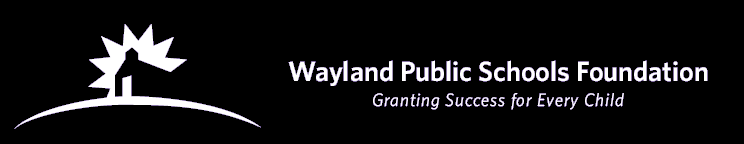 Wayland Public Schools Foundation
Granting Success for Every Child